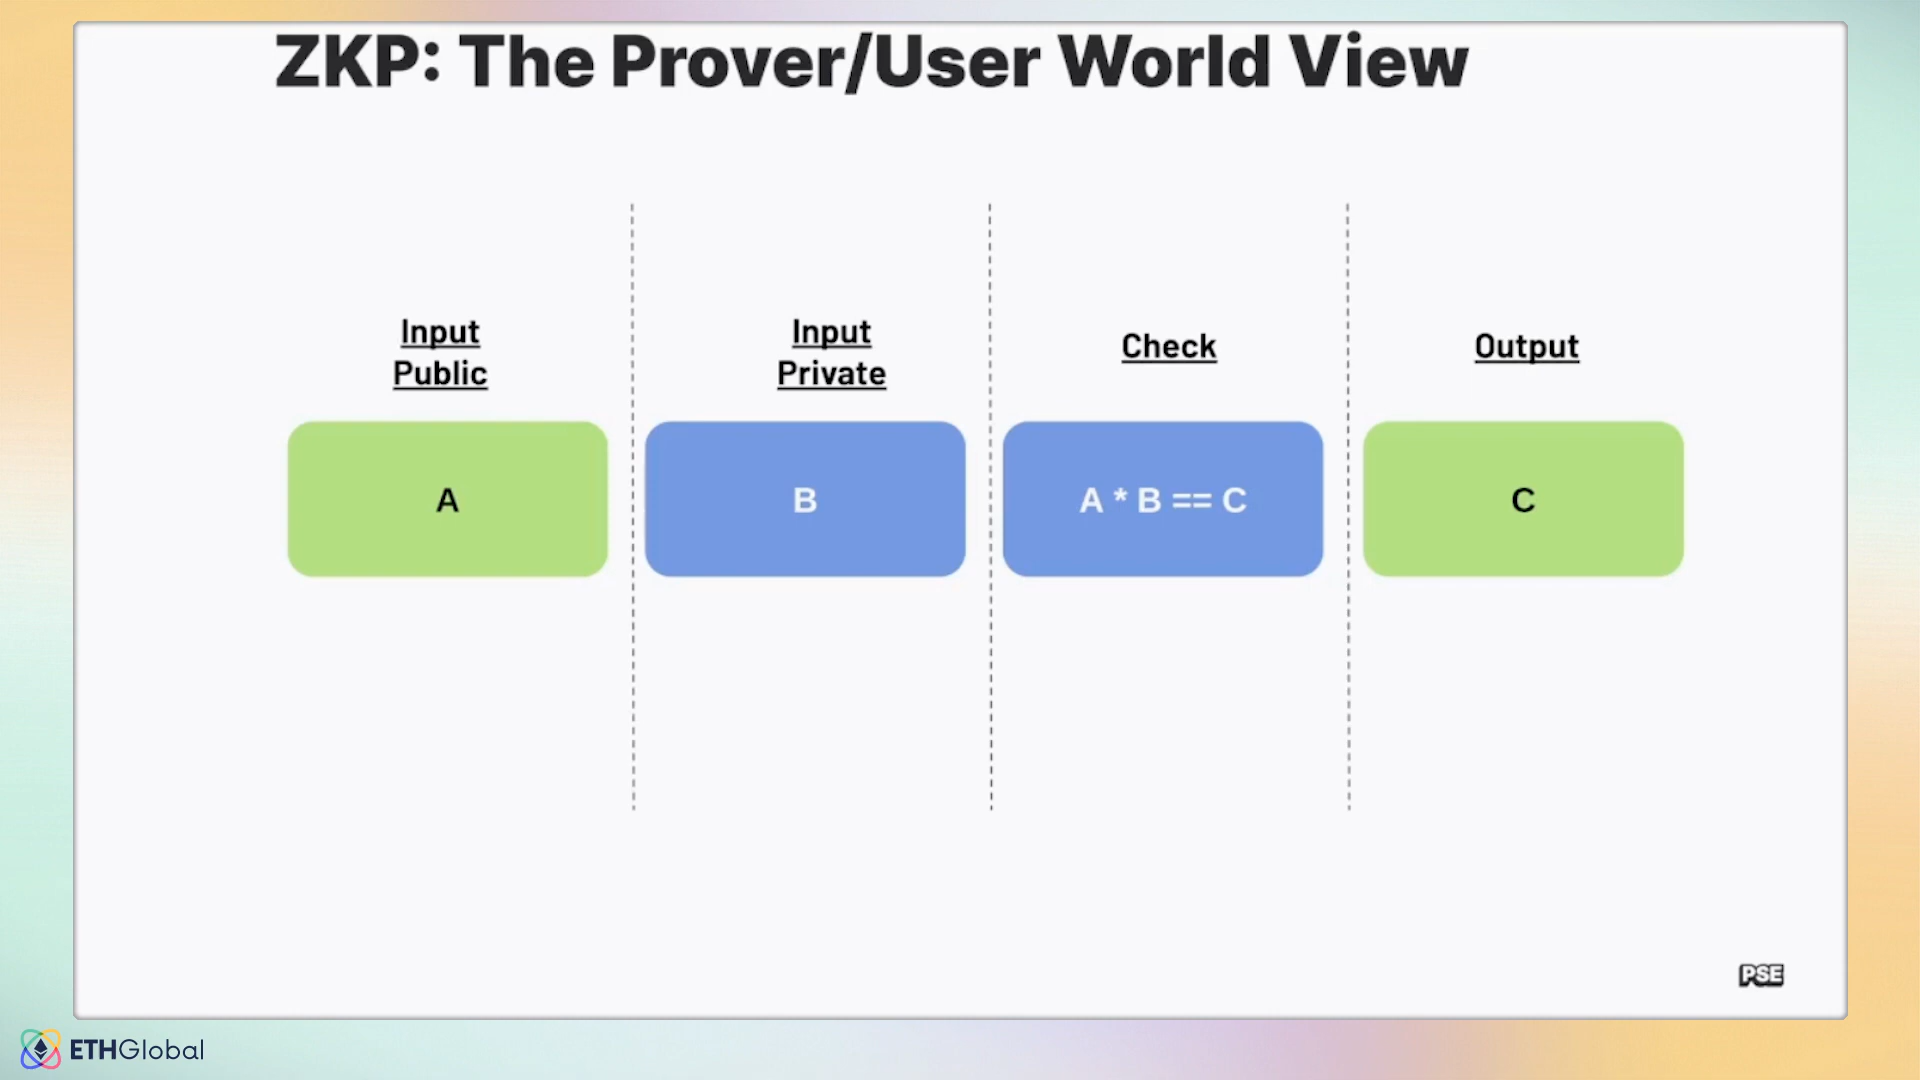 ZKP: The Prover/User World View
Input
Public
Input
Private
Check
Output
A
B
A * B == C
C
PSE
ETHGlobal